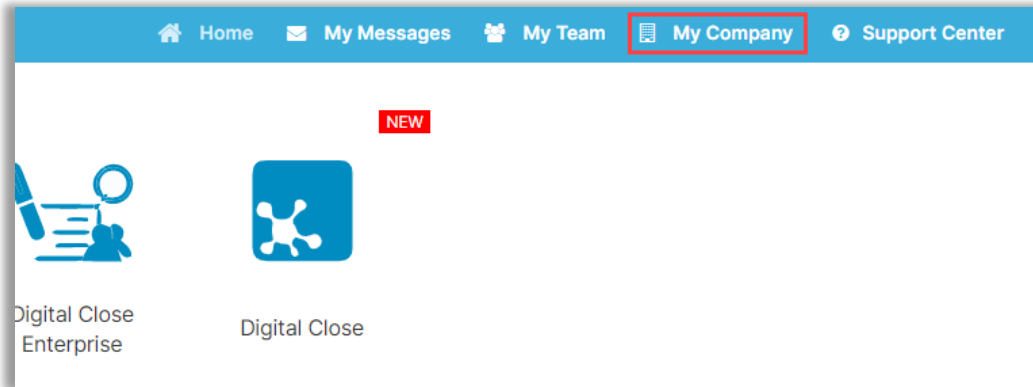 Home My Messages My Team My Company Support Center
NEW
Digital Close
Enterprise
Digital Close